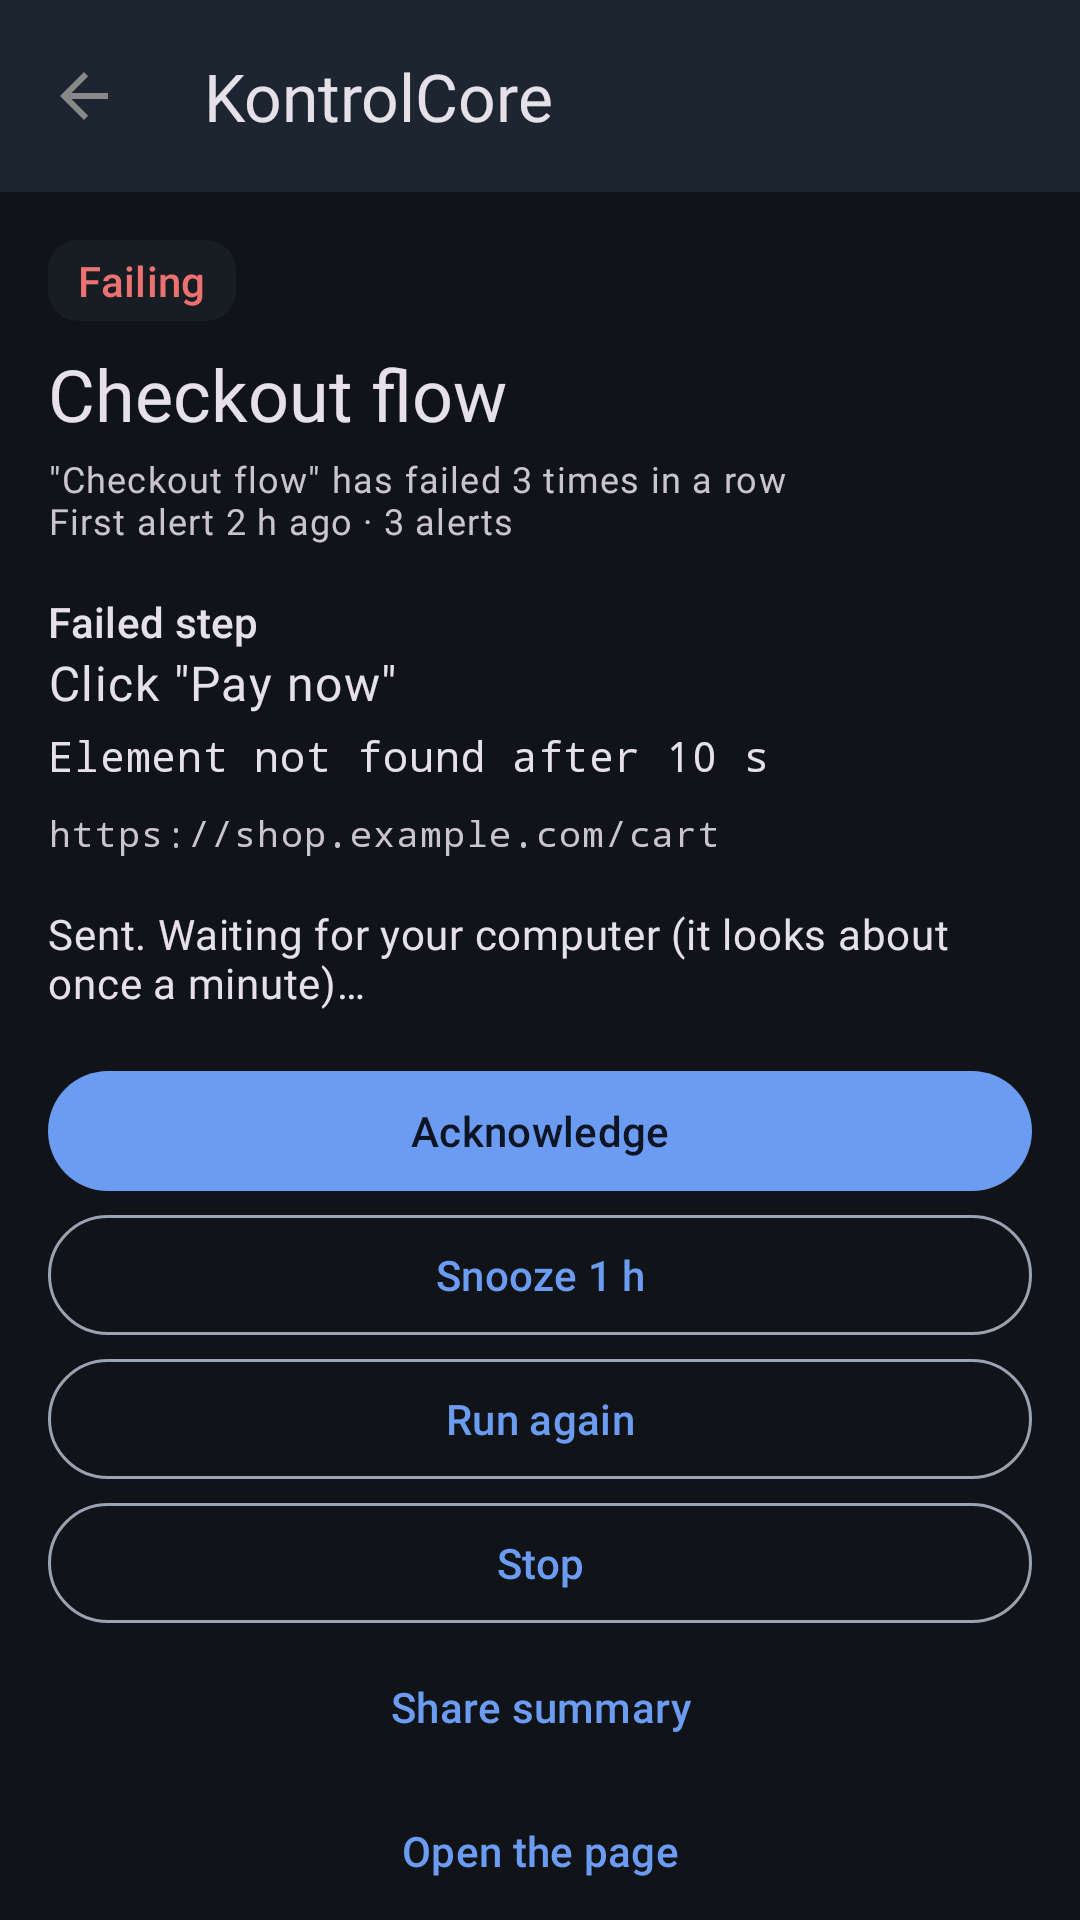 KontrolCore
Failing
Checkout flow
"Checkout flow" has failed 3 times in a row
First alert 2 h ago · 3 alerts
Failed step
Click "Pay now"
Element not found after 10 s
https://shop.example.com/cart
Sent. Waiting for your computer (it looks about
once a minute)…
Acknowledge
Snooze 1 h
Run again
Stop
Share summary
Open the page